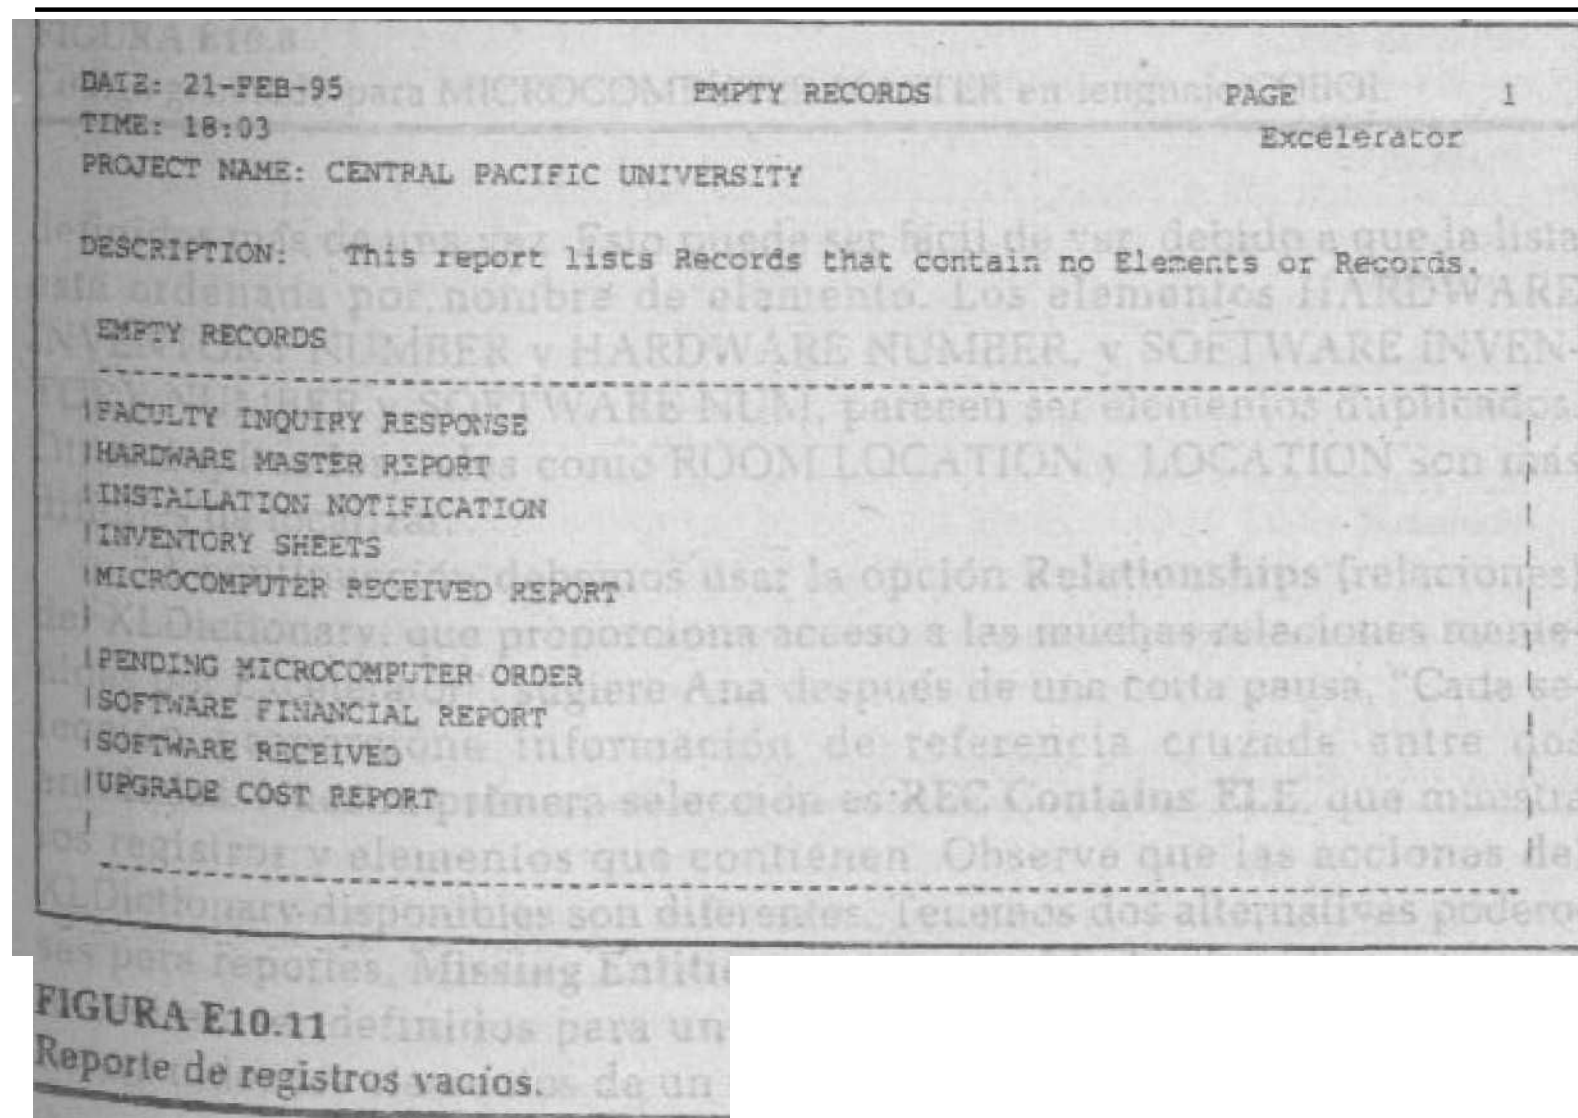 DATE: 21-FEB-95 EMPTY RECORDS PAGE 1
TIME: 18:03 Excelerator
PROJECT NAME: CENTRAL PACIFIC UNIVERSITY
DESCRIPTION: This report lists Records that contain no Elements or Records.
EMPTY RECORDS
FACULTY INQUIRY RESPONSE
HARDWARE MASTER REPORT
INSTALLATION NOTIFICATION
INVENTORY SHEETS
MICROCOMPUTER RECEIVED REPORT
PENDING MICROCOMPUTER ORDER
SOFTWARE FINANCIAL REPORT
SOFTWARE RECEIVED
UPGRADE COST REPORT
FIGURA E10.11
Reporte de registros vacíos.